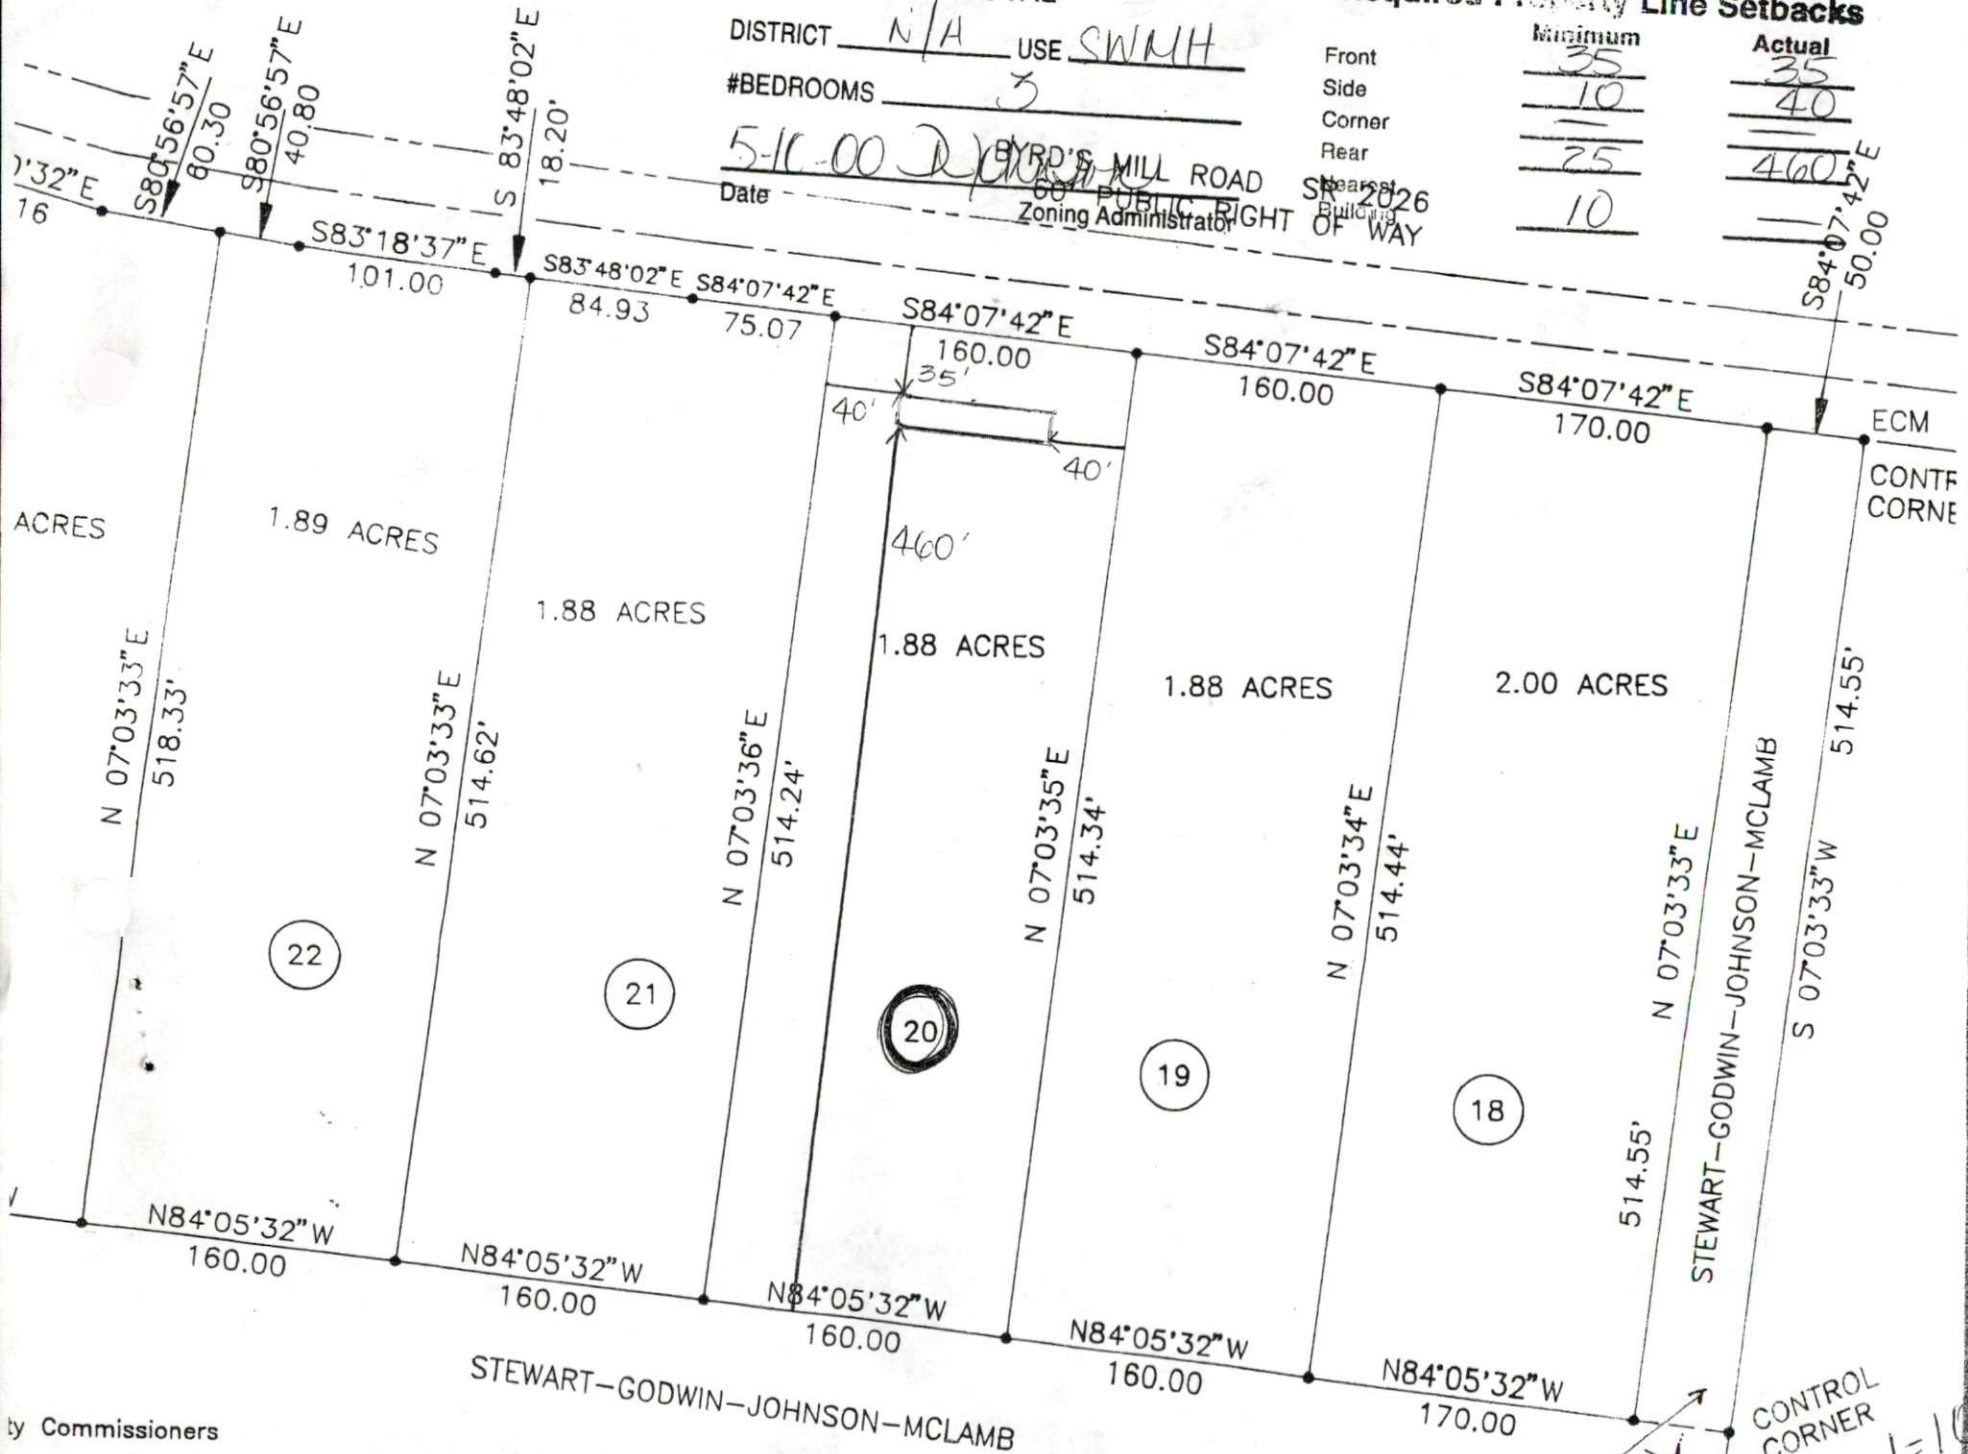 Line Setbacks
Minimum Actual
DISTRICT N/A USE SWMH
#BEDROOMS 3
Front 35 35
Side 10 40
Corner — —
Rear 25 460
Nearest Building 10 —
Date
Zoning Administrator
BYRD'S MILL ROAD SR 2026
60' PUBLIC RIGHT OF WAY
'32"E
16
S80°56'57"E
80.30
S80°56'57"E
40.80
S83°18'37"E
101.00
S 83°48'02"E
18.20'
S83°48'02"E
84.93
S84°07'42"E
75.07
S84°07'42"E
160.00
S84°07'42"E
160.00
S84°07'42"E
170.00
S84°07'42"E
50.00
ECM
35'
40'
40'
460'
ACRES
1.89 ACRES
1.88 ACRES
1.88 ACRES
1.88 ACRES
2.00 ACRES
N 07°03'33"E
518.33'
N 07°03'33"E
514.62'
N 07°03'36"E
514.24'
N 07°03'35"E
514.34'
N 07°03'34"E
514.44'
N 07°03'33"E
514.55'
STEWART-GODWIN-JOHNSON-MCLAMB
S 07°03'33"W
514.55'
22
21
20
19
18
N84°05'32"W
160.00
N84°05'32"W
160.00
N84°05'32"W
160.00
N84°05'32"W
160.00
N84°05'32"W
170.00
STEWART-GODWIN-JOHNSON-MCLAMB
CONTROL
CORNER
ty Commissioners